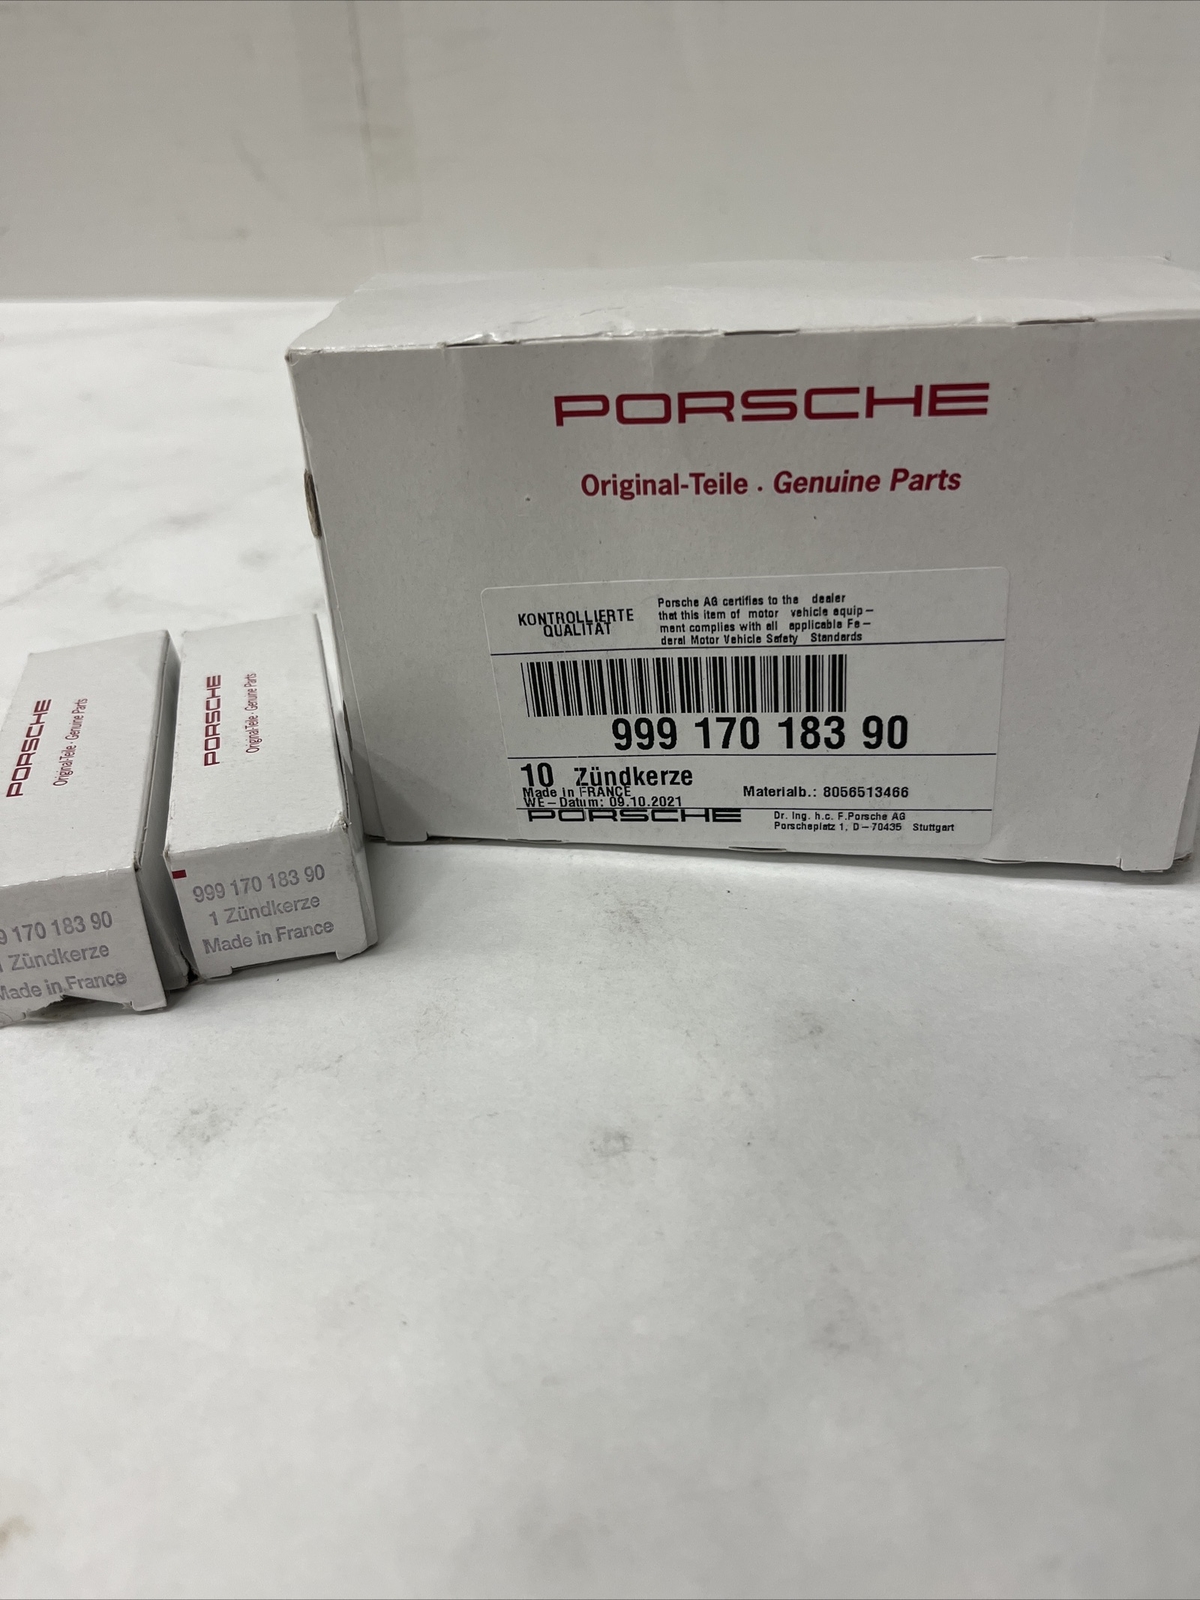 PORSCHE
Original-Teile · Genuine Parts
KONTROLLIERTE
QUALITÄT
Porsche AG certifies to the dealer
that this item of motor vehicle equip-
ment complies with all applicable Fe-
deral Motor Vehicle Safety Standards
999 170 183 90
10 Zündkerze
Made in FRANCE
WE-Datum: 09.10.2021
Materialb.: 8056513466
PORSCHE
Dr. Ing. h.c. F.Porsche AG
Porscheplatz 1, D-70435 Stuttgart
PORSCHE
Original-Teile · Genuine Parts
999 170 183 90
1 Zündkerze
Made in France
PORSCHE
Original-Teile · Genuine Parts
9 170 183 90
1 Zündkerze
Made in France